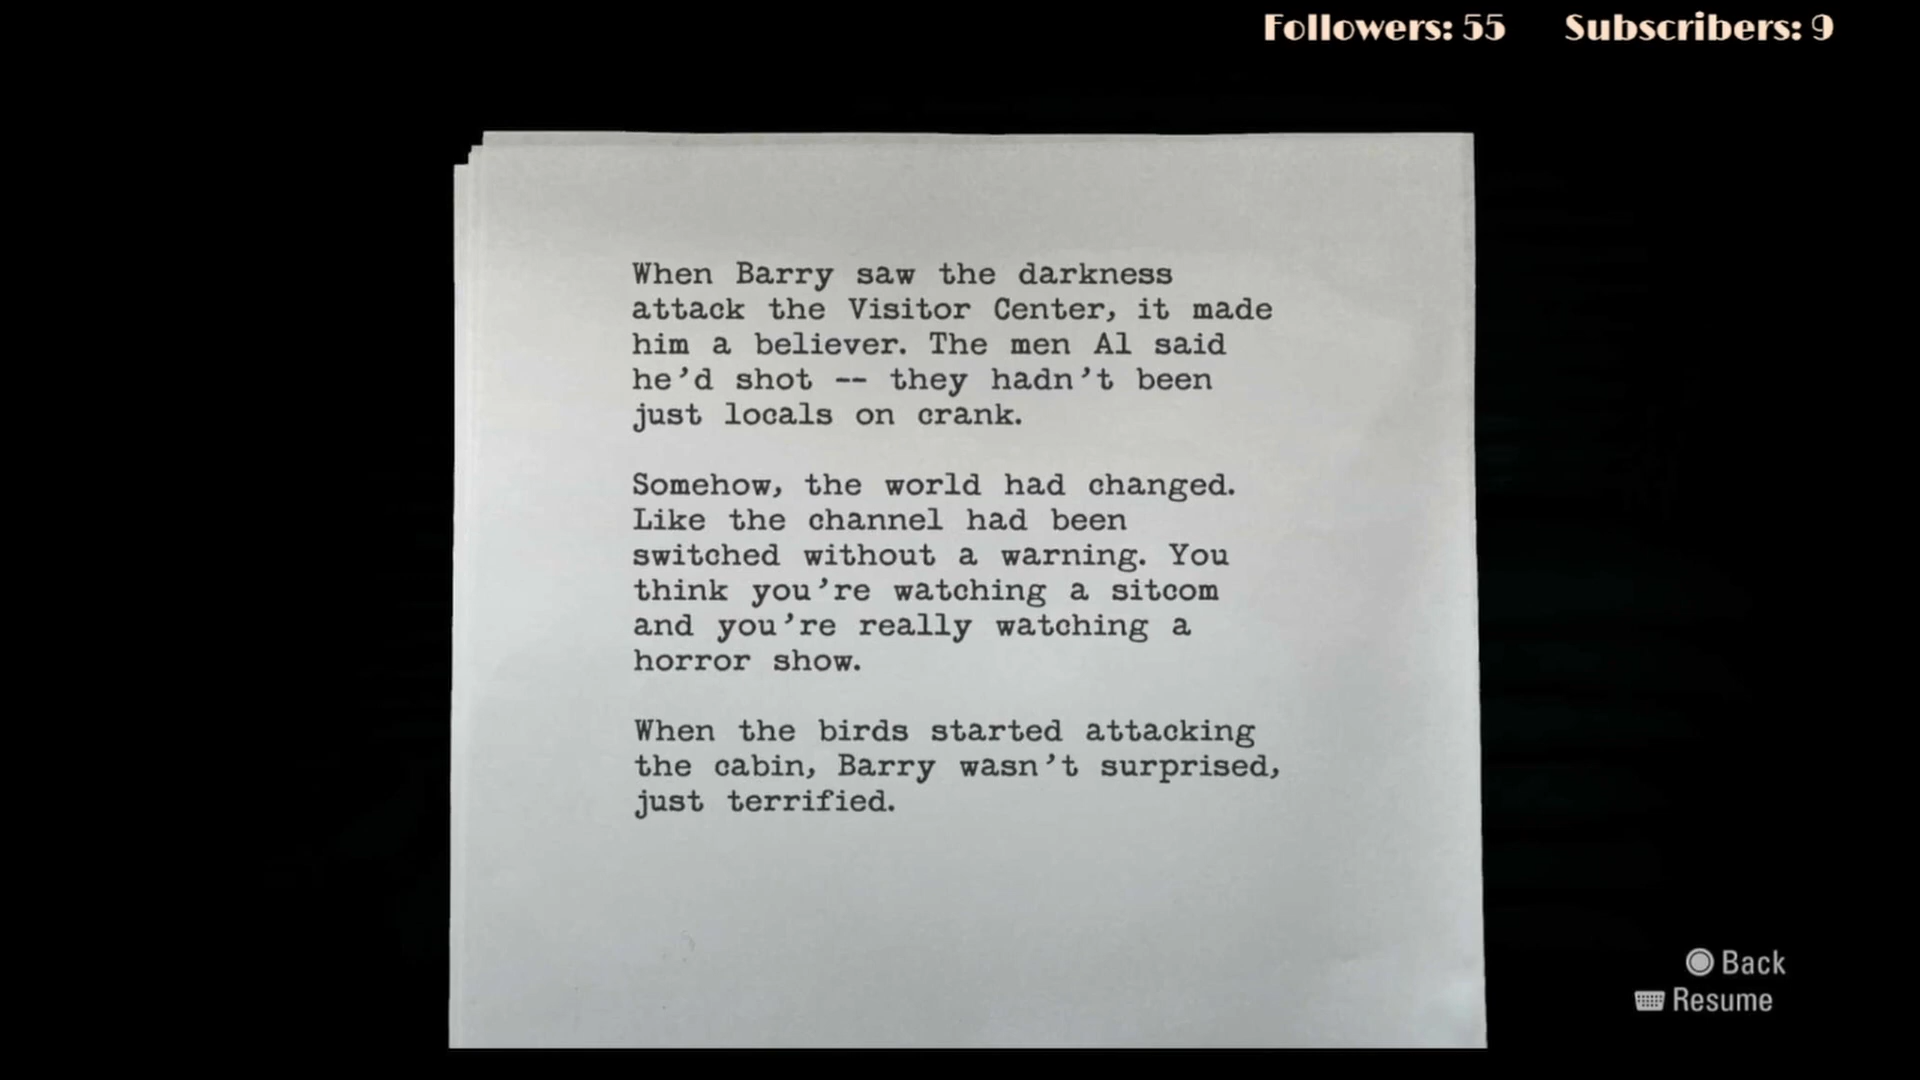 Followers: 55 Subscribers: 9
When Barry saw the darkness
attack the Visitor Center, it made
him a believer. The men Al said
he’d shot -- they hadn’t been
just locals on crank.
Somehow, the world had changed.
Like the channel had been
switched without a warning. You
think you’re watching a sitcom
and you’re really watching a
horror show.
When the birds started attacking
the cabin, Barry wasn’t surprised,
just terrified.
Back
Resume